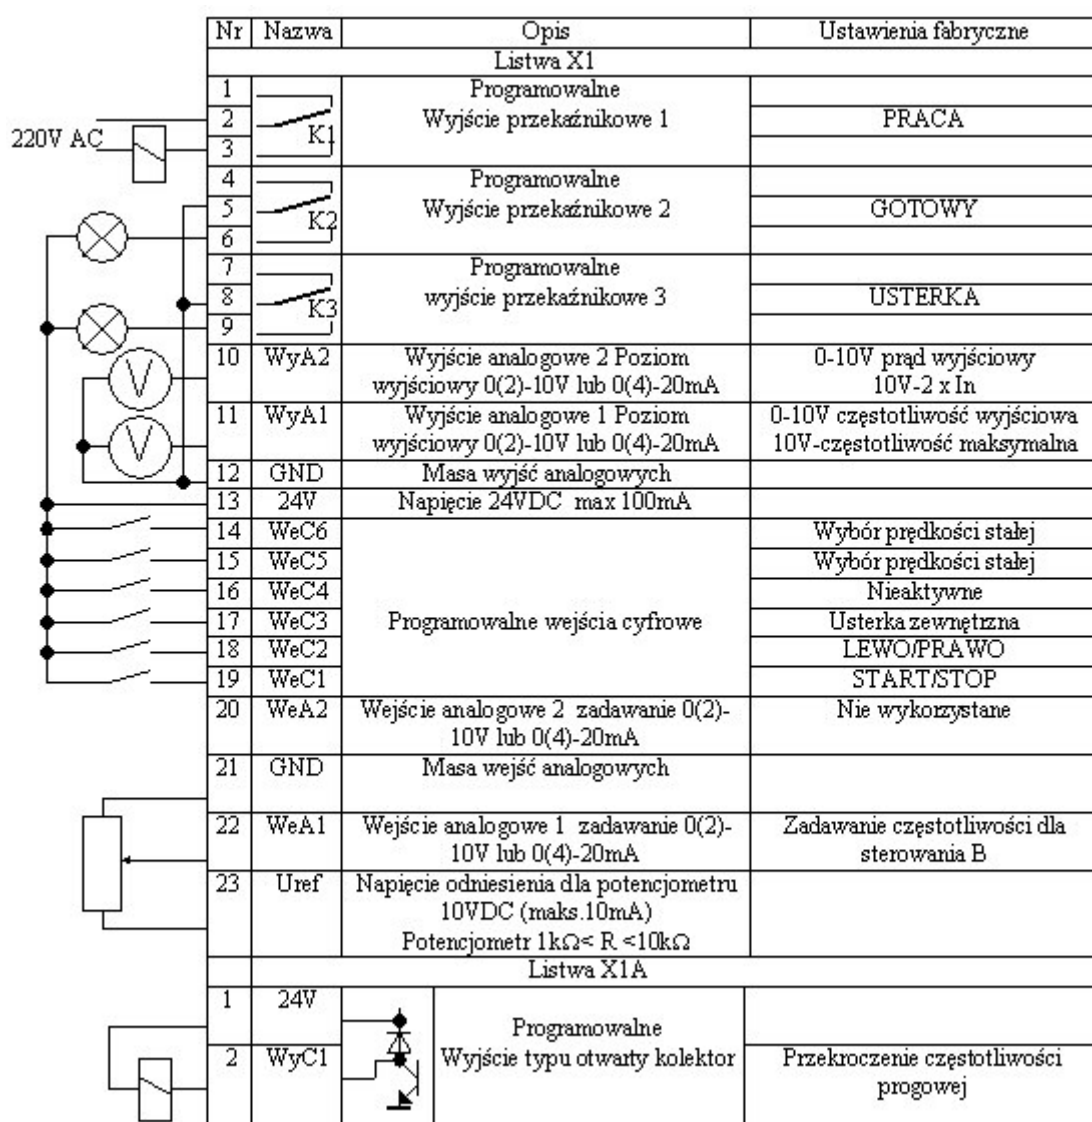 Nr Nazwa Opis Ustawienia fabryczne
Listwa X1
1 Programowalne
220V AC 2 K1 Wyjście przekaźnikowe 1 PRACA
3
4 Programowalne
5 K2 Wyjście przekaźnikowe 2 GOTOWY
6
7 Programowalne
8 K3 wyjście przekaźnikowe 3 USTERKA
9
10 WyA2 Wyjście analogowe 2 Poziom 0-10V prąd wyjściowy
wyjściowy 0(2)-10V lub 0(4)-20mA 10V-2 x In
V
11 WyA1 Wyjście analogowe 1 Poziom 0-10V częstotliwość wyjściowa
V wyjściowy 0(2)-10V lub 0(4)-20mA 10V-częstotliwość maksymalna
12 GND Masa wyjść analogowych
13 24V Napięcie 24VDC max 100mA
14 WeC6 Wybór prędkości stałej
15 WeC5 Wybór prędkości stałej
16 WeC4 Nieaktywne
17 WeC3 Programowalne wejścia cyfrowe Usterka zewnętrzna
18 WeC2 LEWO/PRAWO
19 WeC1 START/STOP
20 WeA2 Wejście analogowe 2 zadawanie 0(2)- Nie wykorzystane
10V lub 0(4)-20mA
21 GND Masa wejść analogowych
22 WeA1 Wejście analogowe 1 zadawanie 0(2)- Zadawanie częstotliwości dla
10V lub 0(4)-20mA sterowania B
23 Uref Napięcie odniesienia dla potencjometru
10VDC (maks.10mA)
Potencjometr 1kΩ< R <10kΩ
Listwa X1A
1 24V Programowalne
2 WyC1 Wyjście typu otwarty kolektor Przekroczenie częstotliwości
progowej